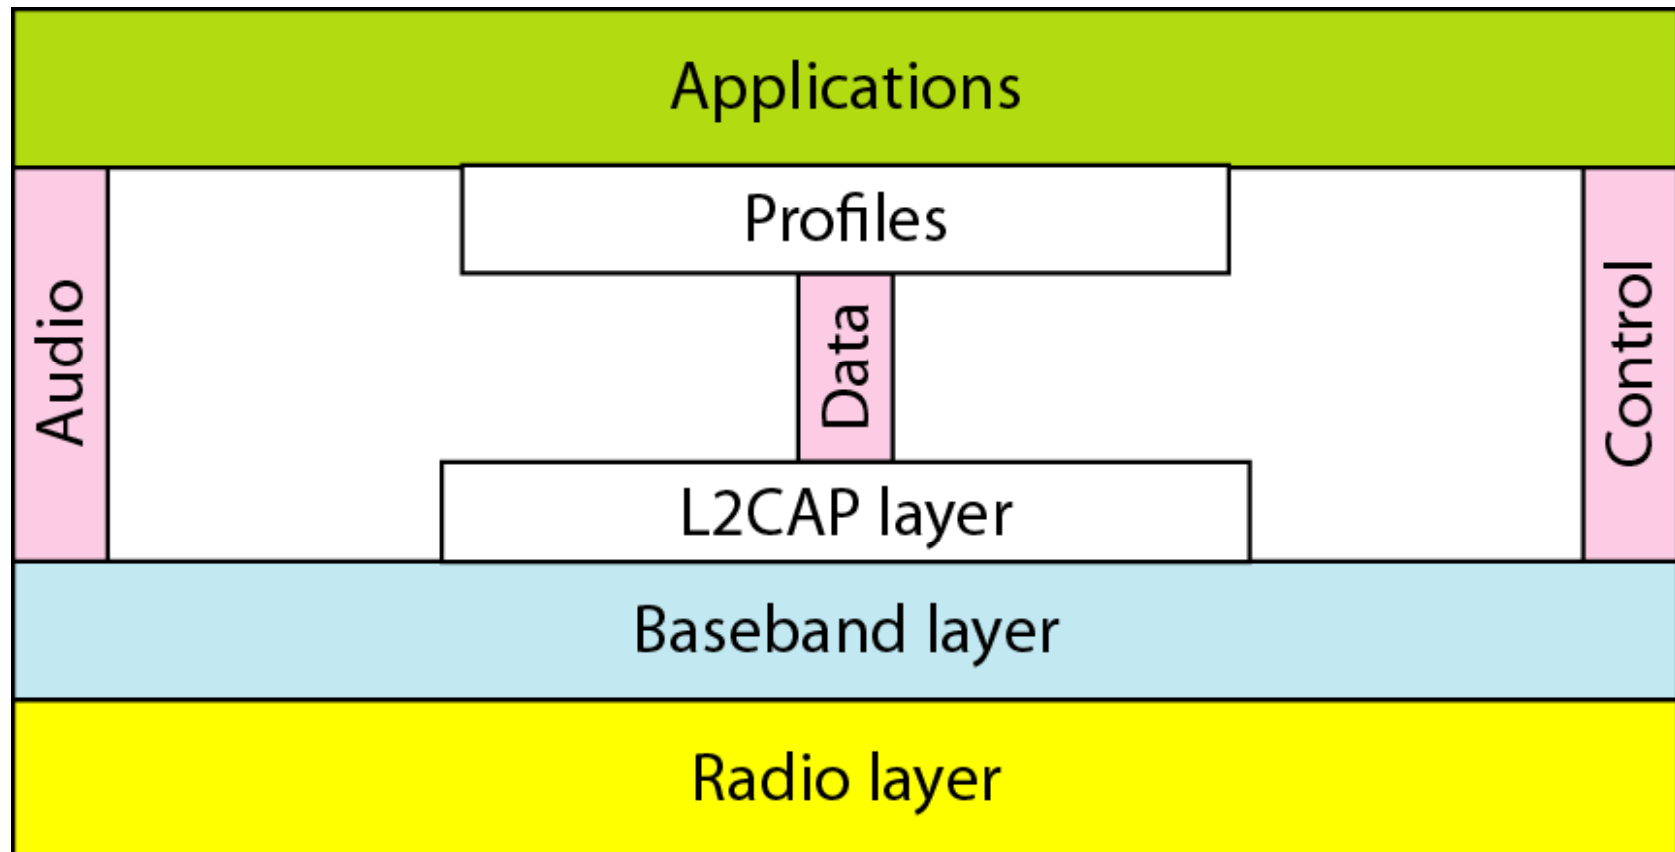 Applications
Profiles
Audio
Data
Control
L2CAP layer
Baseband layer
Radio layer